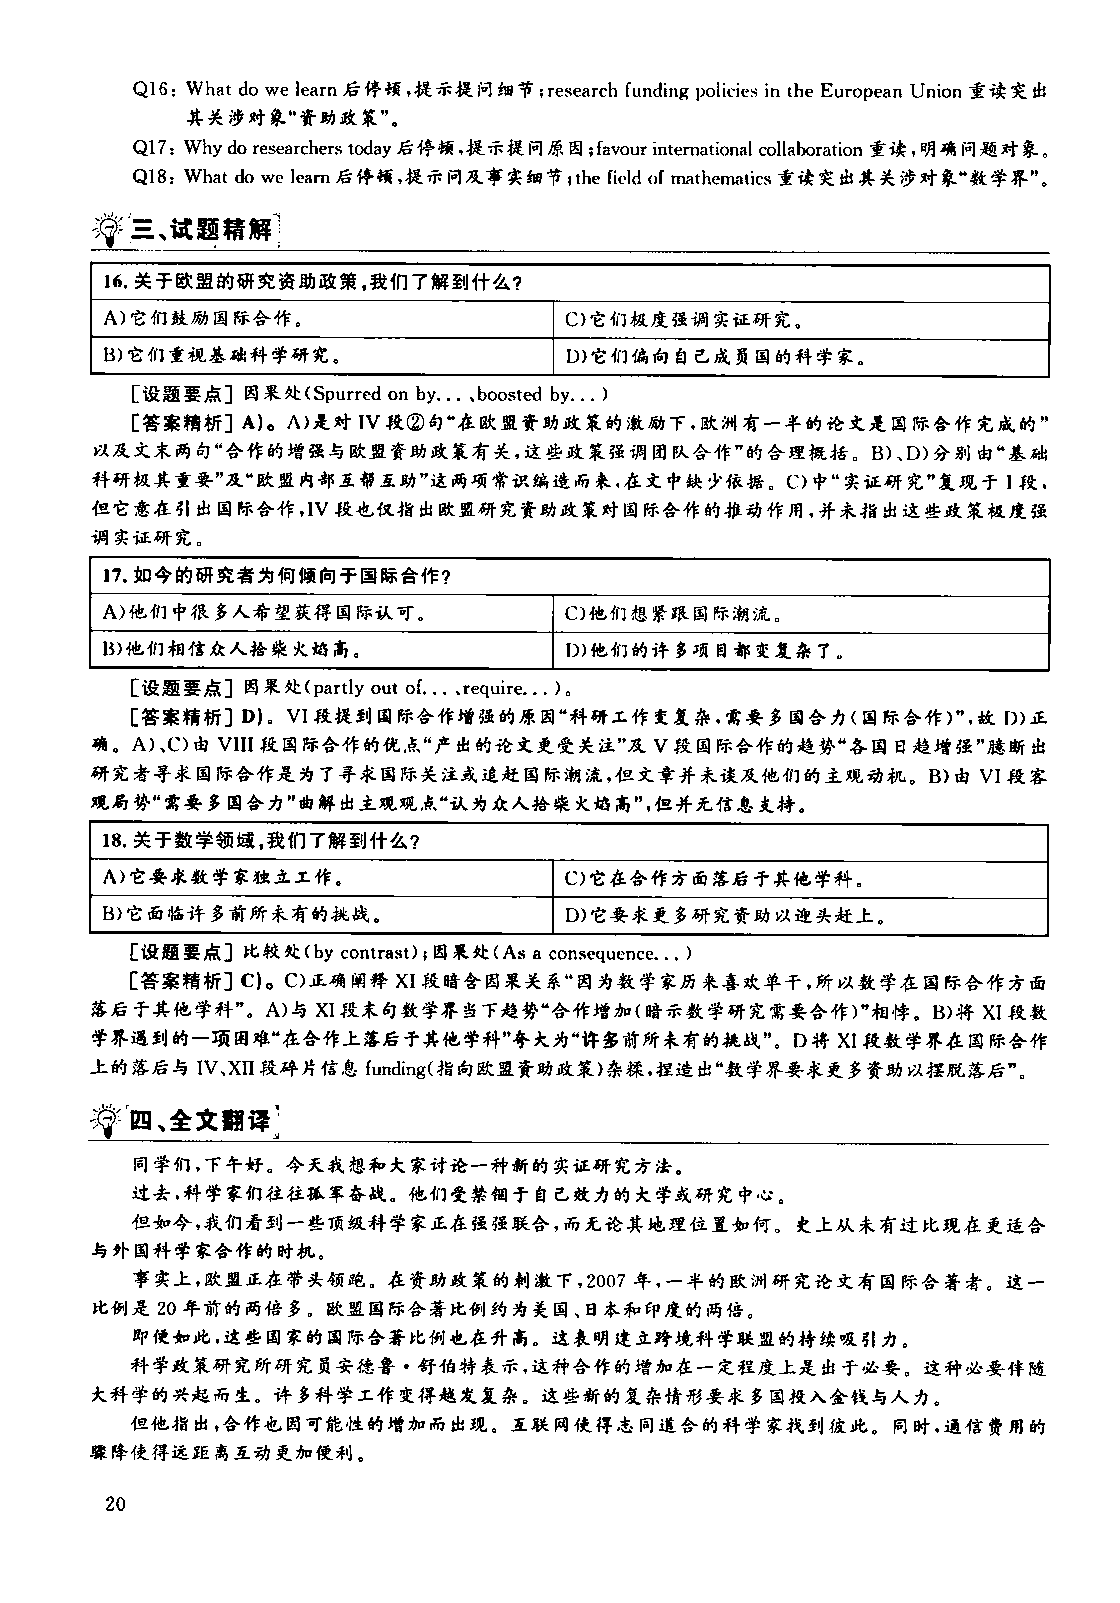 Q16：What do we learn 后停顿,提示提问细节;research funding policies in the European Union 重读突出
其关涉对象“资助政策”。
Q17：Why do researchers today 后停顿,提示提问原因;favour international collaboration 重读,明确问题对象。
Q18：What do we learn 后停顿,提示问及事实细节;the field of mathematics 重读突出其关涉对象“数学界”。
三、试题精解
16. 关于欧盟的研究资助政策,我们了解到什么?
A)它们鼓励国际合作。 C)它们极度强调实证研究。
B)它们重视基础科学研究。 D)它们偏向自己成员国的科学家。
[设题要点] 因果处(Spurred on by...、boosted by...)
[答案精析] A)。A)是对 IV 段②句“在欧盟资助政策的激励下,欧洲有一半的论文是国际合作完成的”
以及文末两句“合作的增强与欧盟资助政策有关,这些政策强调团队合作”的合理概括。B)、D)分别由“基础
科研极其重要”及“欧盟内部互帮互助”这两项常识编造而来,在文中缺少依据。C)中“实证研究”复现于 I 段,
但它意在引出国际合作,IV 段也仅指出欧盟研究资助政策对国际合作的推动作用,并未指出这些政策极度强
调实证研究。
17. 如今的研究者为何倾向于国际合作?
A)他们中很多人希望获得国际认可。 C)他们想紧跟国际潮流。
B)他们相信众人拾柴火焰高。 D)他们的许多项目都变复杂了。
[设题要点] 因果处(partly out of...、require...)。
[答案精析] D)。VI 段提到国际合作增强的原因“科研工作变复杂,需要多国合力(国际合作)”,故 D)正
确。A)、C)由 VIII 段国际合作的优点“产出的论文更受关注”及 V 段国际合作的趋势“各国日趋增强”臆断出
研究者寻求国际合作是为了寻求国际关注或追赶国际潮流,但文章并未谈及他们的主观动机。B)由 VI 段客
观局势“需要多国合力”曲解出主观观点“认为众人拾柴火焰高”,但并无信息支持。
18. 关于数学领域,我们了解到什么?
A)它要求数学家独立工作。 C)它在合作方面落后于其他学科。
B)它面临许多前所未有的挑战。 D)它要求更多研究资助以迎头赶上。
[设题要点] 比较处(by contrast);因果处(As a consequence...)
[答案精析] C)。C)正确阐释 XI 段暗含因果关系“因为数学家历来喜欢单干,所以数学在国际合作方面
落后于其他学科”。A)与 XI 段末句数学界当下趋势“合作增加(暗示数学研究需要合作)”相悖。B)将 XI 段数
学界遇到的一项困难“在合作上落后于其他学科”夸大为“许多前所未有的挑战”。D 将 XI 段数学界在国际合作
上的落后与 IV、XII 段碎片信息 funding(指向欧盟资助政策)杂糅,捏造出“数学界要求更多资助以摆脱落后”。
四、全文翻译
同学们,下午好。今天我想和大家讨论一种新的实证研究方法。
过去,科学家们往往孤军奋战。他们受禁锢于自己效力的大学或研究中心。
但如今,我们看到一些顶级科学家正在强强联合,而无论其地理位置如何。史上从未有过比现在更适合
与外国科学家合作的时机。
事实上,欧盟正在带头领跑。在资助政策的刺激下,2007 年,一半的欧洲研究论文有国际合著者。这一
比例是 20 年前的两倍多。欧盟国际合著比例约为美国、日本和印度的两倍。
即便如此,这些国家的国际合著比例也在升高。这表明建立跨境科学联盟的持续吸引力。
科学政策研究所研究员安德鲁·舒伯特表示,这种合作的增加在一定程度上是出于必要。这种必要伴随
大科学的兴起而生。许多科学工作变得越发复杂。这些新的复杂情形要求多国投入金钱与人力。
但他指出,合作也因可能性的增加而出现。互联网使得志同道合的科学家找到彼此。同时,通信费用的
骤降使得远距离互动更加便利。
20